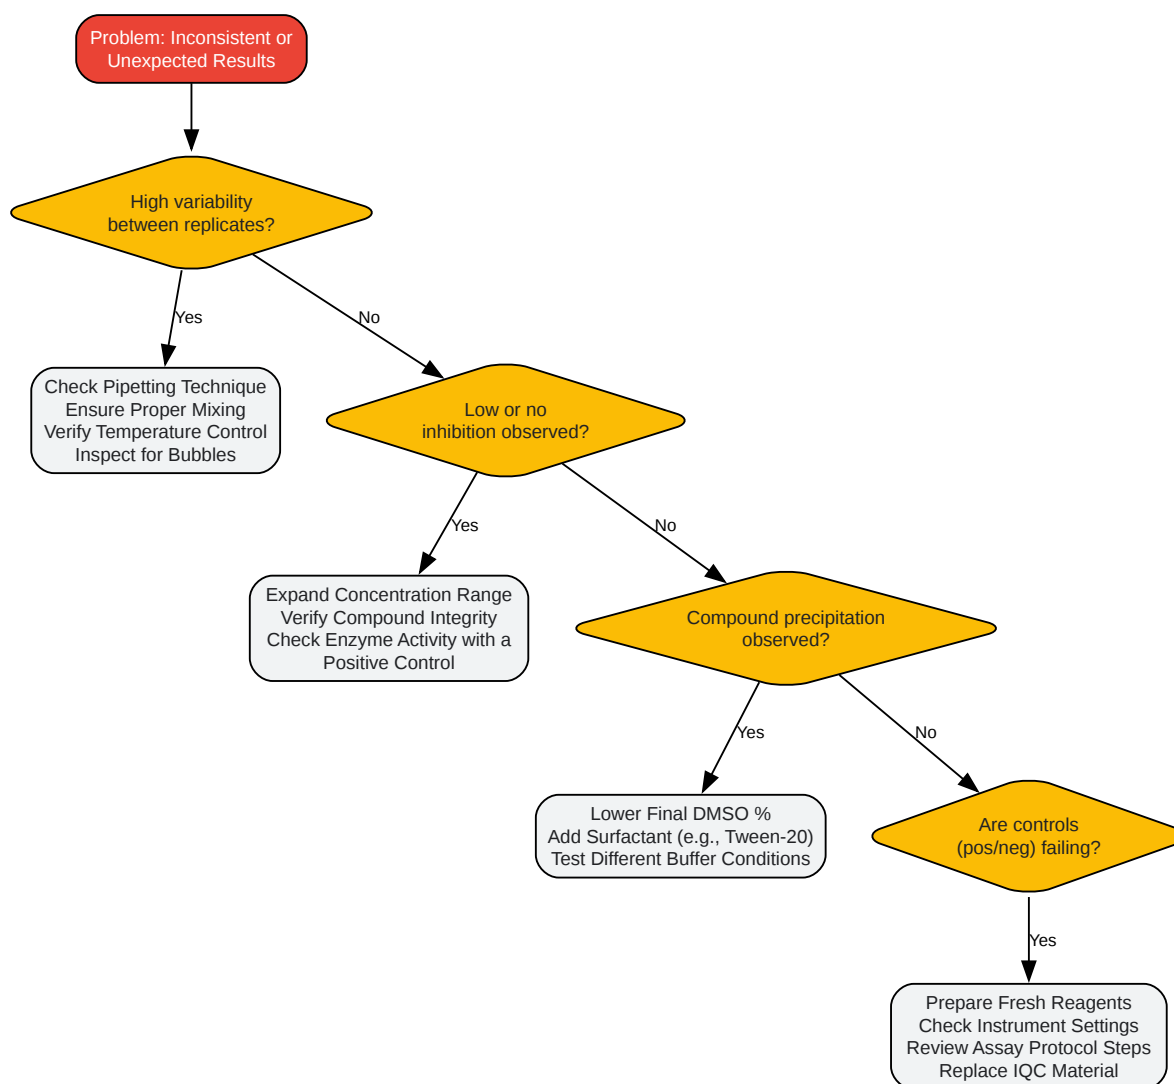 Problem: Inconsistent or
Unexpected Results
High variability
between replicates?
Yes
No
Check Pipetting Technique
Ensure Proper Mixing
Verify Temperature Control
Inspect for Bubbles
Low or no
inhibition observed?
Yes
No
Expand Concentration Range
Verify Compound Integrity
Check Enzyme Activity with a
Positive Control
Compound precipitation
observed?
Yes
No
Lower Final DMSO %
Add Surfactant (e.g., Tween-20)
Test Different Buffer Conditions
Are controls
(pos/neg) failing?
Yes
Prepare Fresh Reagents
Check Instrument Settings
Review Assay Protocol Steps
Replace IQC Material